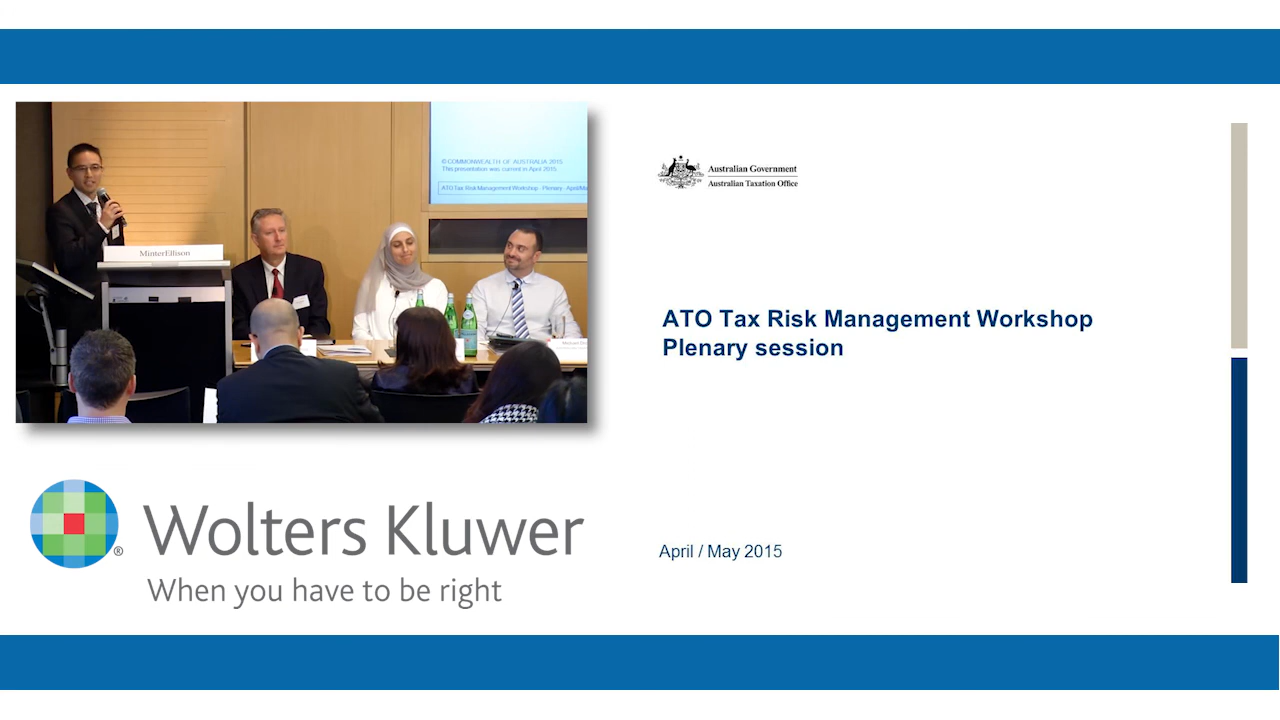 © COMMONWEALTH OF AUSTRALIA 2015
This presentation was current in April 2015
ATO Tax Risk Management Workshop - Plenary - April/Ma
MinterEllison
Australian Government
Australian Taxation Office
ATO Tax Risk Management Workshop
Plenary session
April / May 2015
Wolters Kluwer
®
When you have to be right